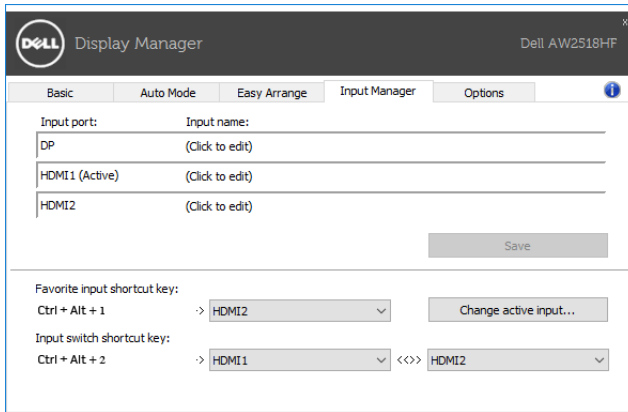 DELL Display Manager Dell AW2518HF
x
Basic Auto Mode Easy Arrange Input Manager Options i
Input port: Input name:
DP (Click to edit)
HDMI1 (Active) (Click to edit)
HDMI2 (Click to edit)
Save
Favorite input shortcut key:
Ctrl + Alt + 1 -> HDMI2 Change active input...
Input switch shortcut key:
Ctrl + Alt + 2 -> HDMI1 <<>> HDMI2